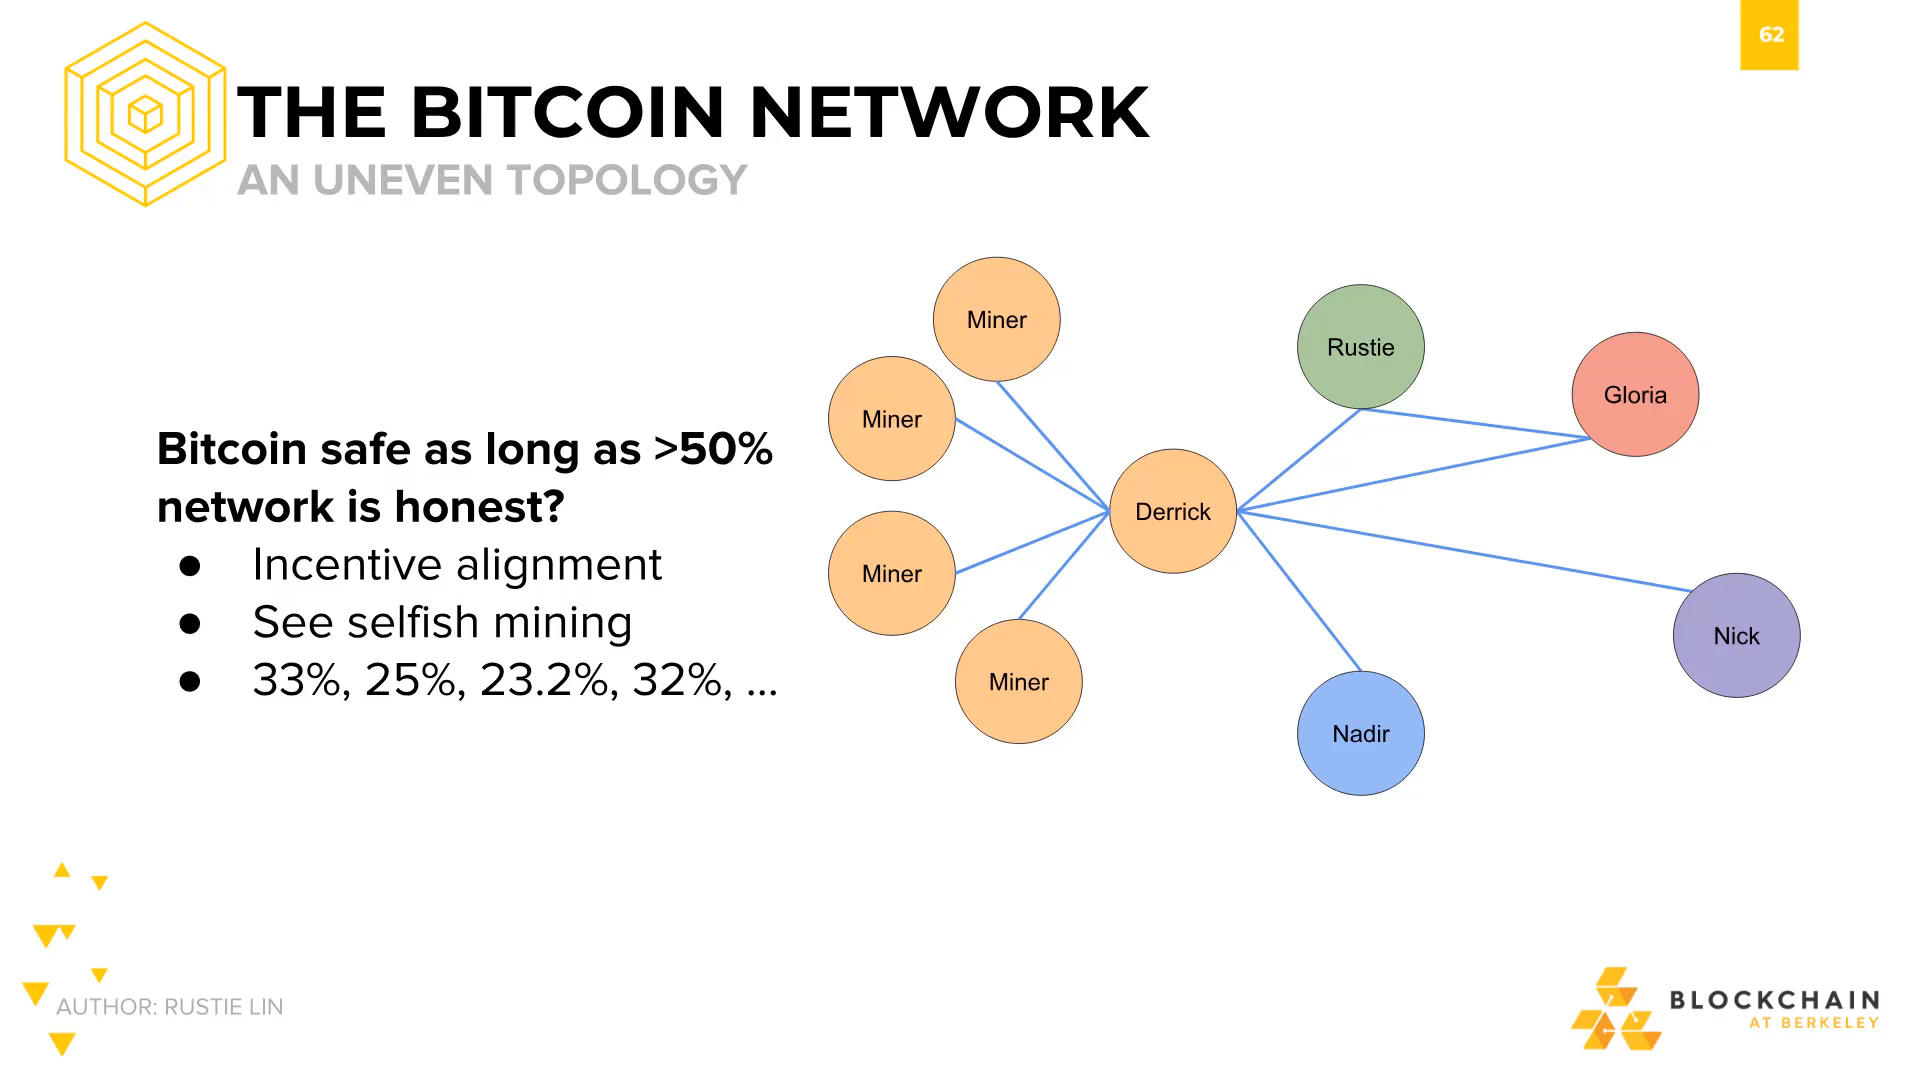 62
THE BITCOIN NETWORK
AN UNEVEN TOPOLOGY
Bitcoin safe as long as >50%
network is honest?
● Incentive alignment
● See selfish mining
● 33%, 25%, 23.2%, 32%, ...
Miner
Miner
Miner
Miner
Derrick
Rustie
Gloria
Nick
Nadir
AUTHOR: RUSTIE LIN
BLOCKCHAIN
AT BERKELEY